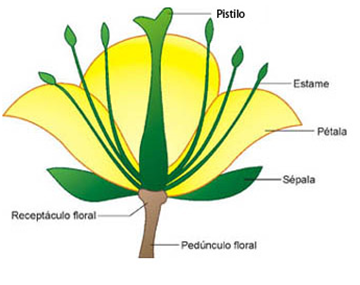 Pistilo
Estame
Pétala
Sépala
Receptáculo floral
Pedúnculo floral